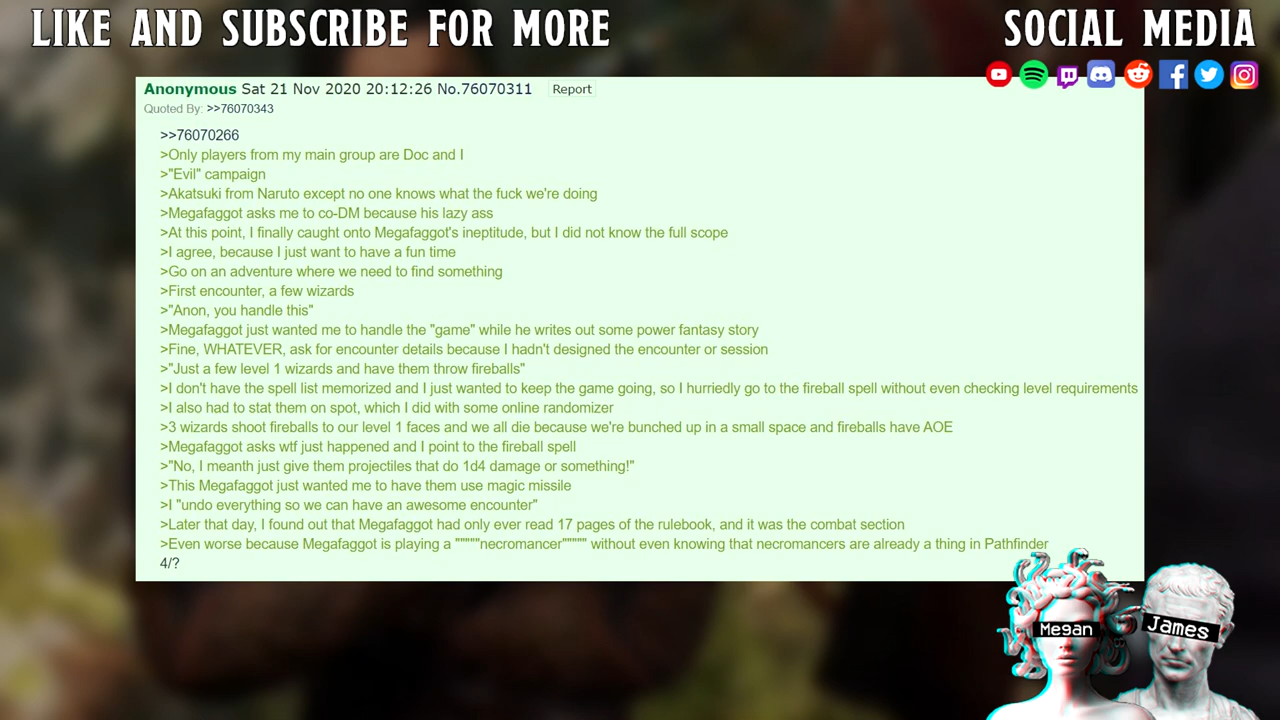 LIKE AND SUBSCRIBE FOR MORE
SOCIAL MEDIA
Anonymous Sat 21 Nov 2020 20:12:26 No.76070311 Report
Quoted By: >>76070343
>>76070266
>Only players from my main group are Doc and I
>"Evil" campaign
>Akatsuki from Naruto except no one knows what the fuck we're doing
>Megafaggot asks me to co-DM because his lazy ass
>At this point, I finally caught onto Megafaggot's ineptitude, but I did not know the full scope
>I agree, because I just want to have a fun time
>Go on an adventure where we need to find something
>First encounter, a few wizards
>"Anon, you handle this"
>Megafaggot just wanted me to handle the "game" while he writes out some power fantasy story
>Fine, WHATEVER, ask for encounter details because I hadn't designed the encounter or session
>"Just a few level 1 wizards and have them throw fireballs"
>I don't have the spell list memorized and I just wanted to keep the game going, so I hurriedly go to the fireball spell without even checking level requirements
>I also had to stat them on spot, which I did with some online randomizer
>3 wizards shoot fireballs to our level 1 faces and we all die because we're bunched up in a small space and fireballs have AOE
>Megafaggot asks wtf just happened and I point to the fireball spell
>"No, I meanth just give them projectiles that do 1d4 damage or something!"
>This Megafaggot just wanted me to have them use magic missile
>I "undo everything so we can have an awesome encounter"
>Later that day, I found out that Megafaggot had only ever read 17 pages of the rulebook, and it was the combat section
>Even worse because Megafaggot is playing a """""necromancer""""" without even knowing that necromancers are already a thing in Pathfinder
4/?
Megan
James